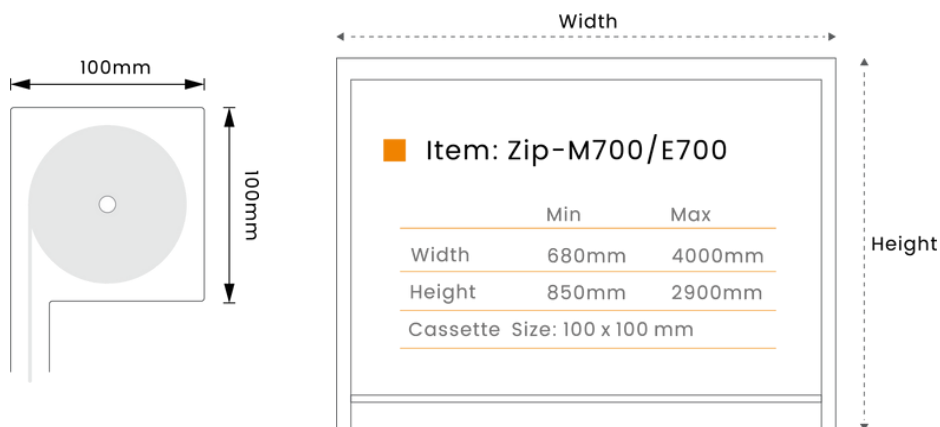 Width
100mm
100mm
Item: Zip-M700/E700
Min Max
Width 680mm 4000mm
Height
Height 850mm 2900mm
Cassette Size: 100 x 100 mm